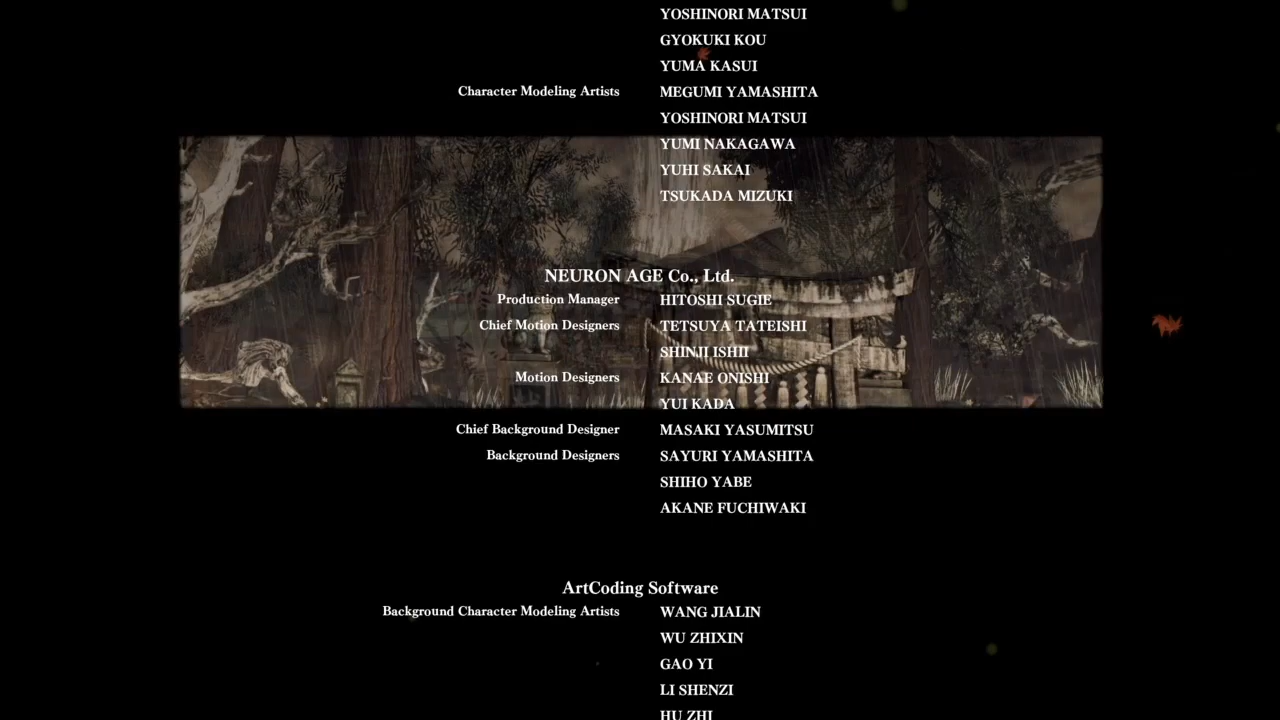 YOSHINORI MATSUI
GYOKUKI KOU
YUMA KASUI
Character Modeling Artists MEGUMI YAMASHITA
YOSHINORI MATSUI
YUMI NAKAGAWA
YUHI SAKAI
TSUKADA MIZUKI
NEURON AGE Co., Ltd.
Production Manager HITOSHI SUGIE
Chief Motion Designers TETSUYA TATEISHI
SHINJI ISHII
Motion Designers KANAE ONISHI
YUI KADA
Chief Background Designer MASAKI YASUMITSU
Background Designers SAYURI YAMASHITA
SHIHO YABE
AKANE FUCHIWAKI
ArtCoding Software
Background Character Modeling Artists WANG JIALIN
WU ZHIXIN
GAO YI
LI SHENZI
HU ZHI